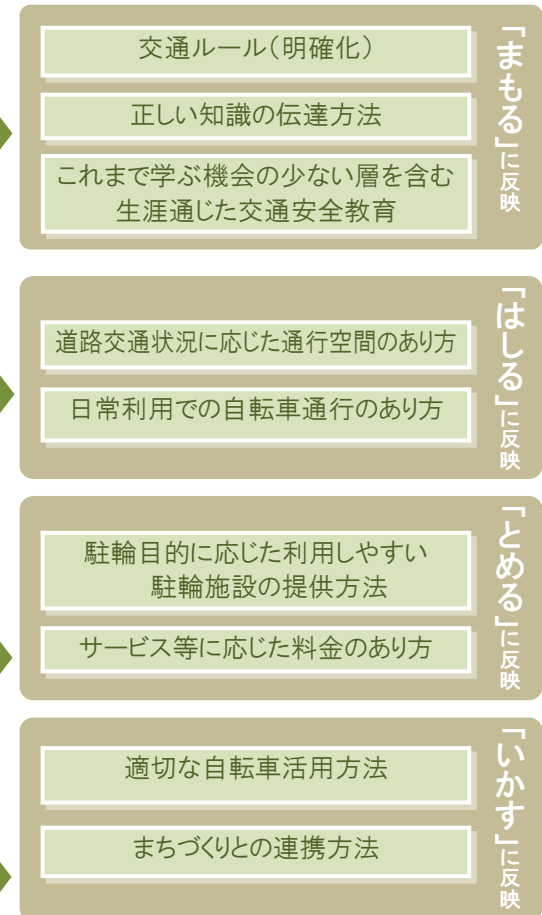 交通ルール（明確化）
正しい知識の伝達方法
これまで学ぶ機会の少ない層を含む
生涯通じた交通安全教育
「まもる」に反映
道路交通状況に応じた通行空間のあり方
日常利用での自転車通行のあり方
「はしる」に反映
駐輪目的に応じた利用しやすい
駐輪施設の提供方法
サービス等に応じた料金のあり方
「とめる」に反映
適切な自転車活用方法
まちづくりとの連携方法
「いかす」に反映